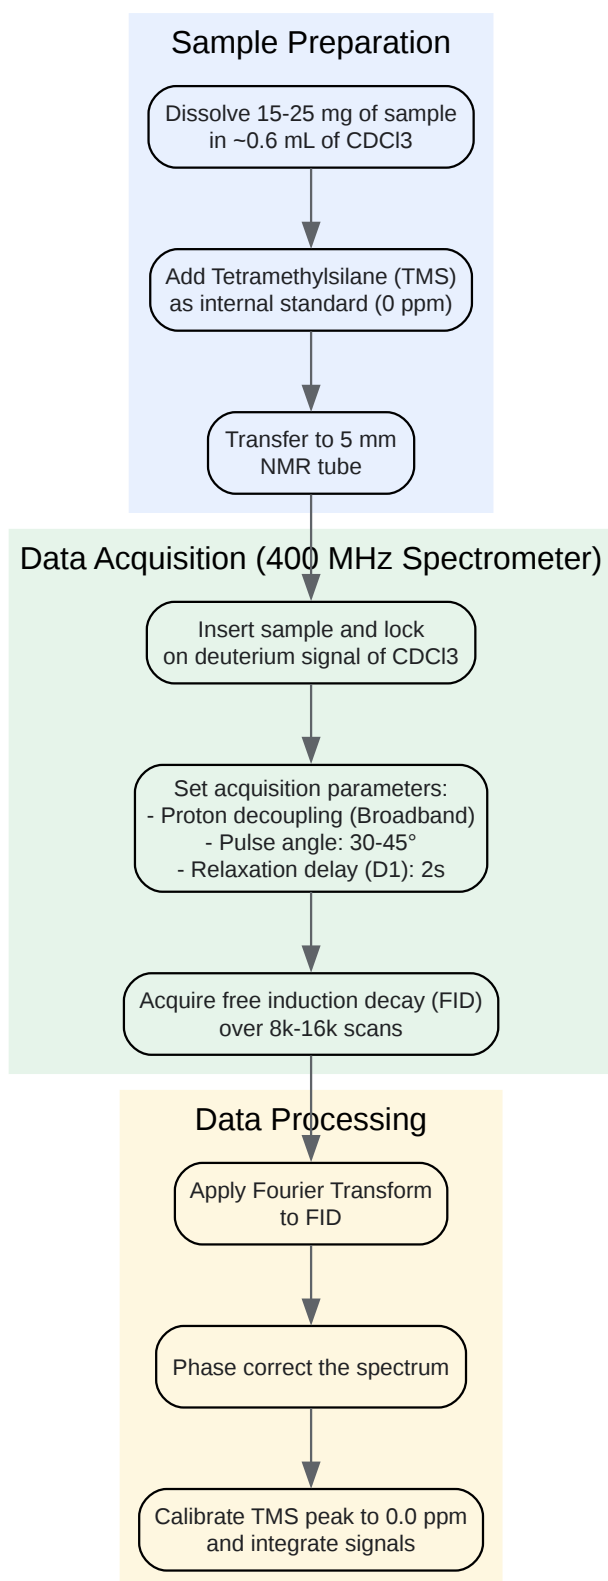 Sample Preparation
Dissolve 15-25 mg of sample
in ~0.6 mL of CDCl3
Add Tetramethylsilane (TMS)
as internal standard (0 ppm)
Transfer to 5 mm
NMR tube
Data Acquisition (400 MHz Spectrometer)
Insert sample and lock
on deuterium signal of CDCl3
Set acquisition parameters:
- Proton decoupling (Broadband)
- Pulse angle: 30-45°
- Relaxation delay (D1): 2s
Acquire free induction decay (FID)
over 8k-16k scans
Data Processing
Apply Fourier Transform
to FID
Phase correct the spectrum
Calibrate TMS peak to 0.0 ppm
and integrate signals